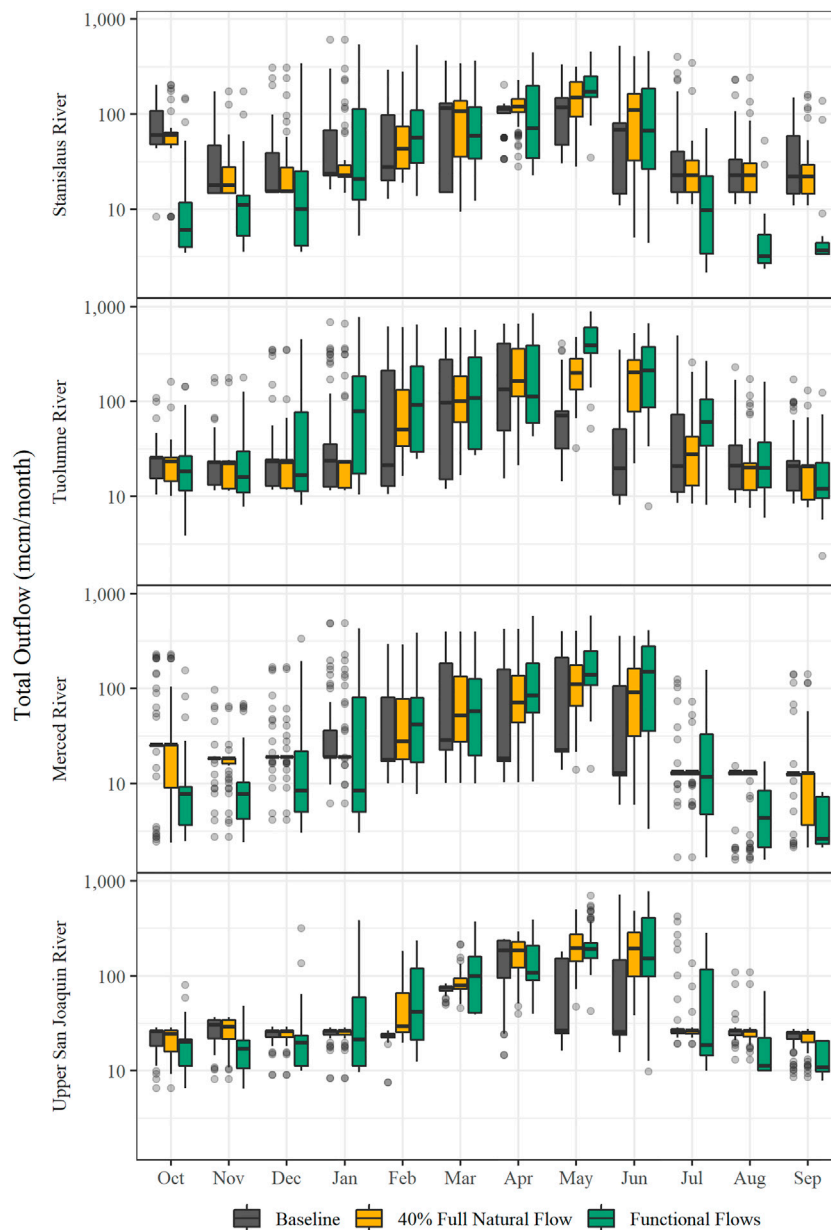 Total Outflow (mcm/month)
Stanislaus River
1,000
100
10
Tuolumne River
1,000
100
10
Merced River
1,000
100
10
Upper San Joaquin River
1,000
100
10
Oct Nov Dec Jan Feb Mar Apr May Jun Jul Aug Sep
Baseline 40% Full Natural Flow Functional Flows